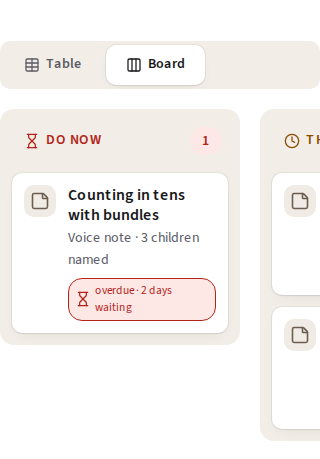 Table
Board
DO NOW
1
Counting in tens
with bundles
Voice note · 3 children
named
overdue · 2 days
waiting